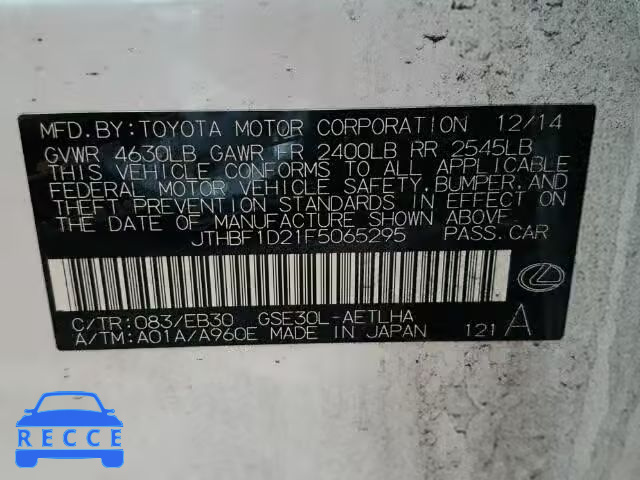 MFD. BY: TOYOTA MOTOR CORPORATION 12/14
GVWR 4630LB GAWR FR 2400LB RR 2545LB
THIS VEHICLE CONFORMS TO ALL APPLICABLE
FEDERAL MOTOR VEHICLE SAFETY, BUMPER, AND
THEFT PREVENTION STANDARDS IN EFFECT ON
THE DATE OF MANUFACTURE SHOWN ABOVE.
JTHBF1D21F5065295 PASS. CAR
C/TR: 083/EB30 GSE30L-AETLHA
A/TM: A01A/A960E MADE IN JAPAN 121 A
RECCE